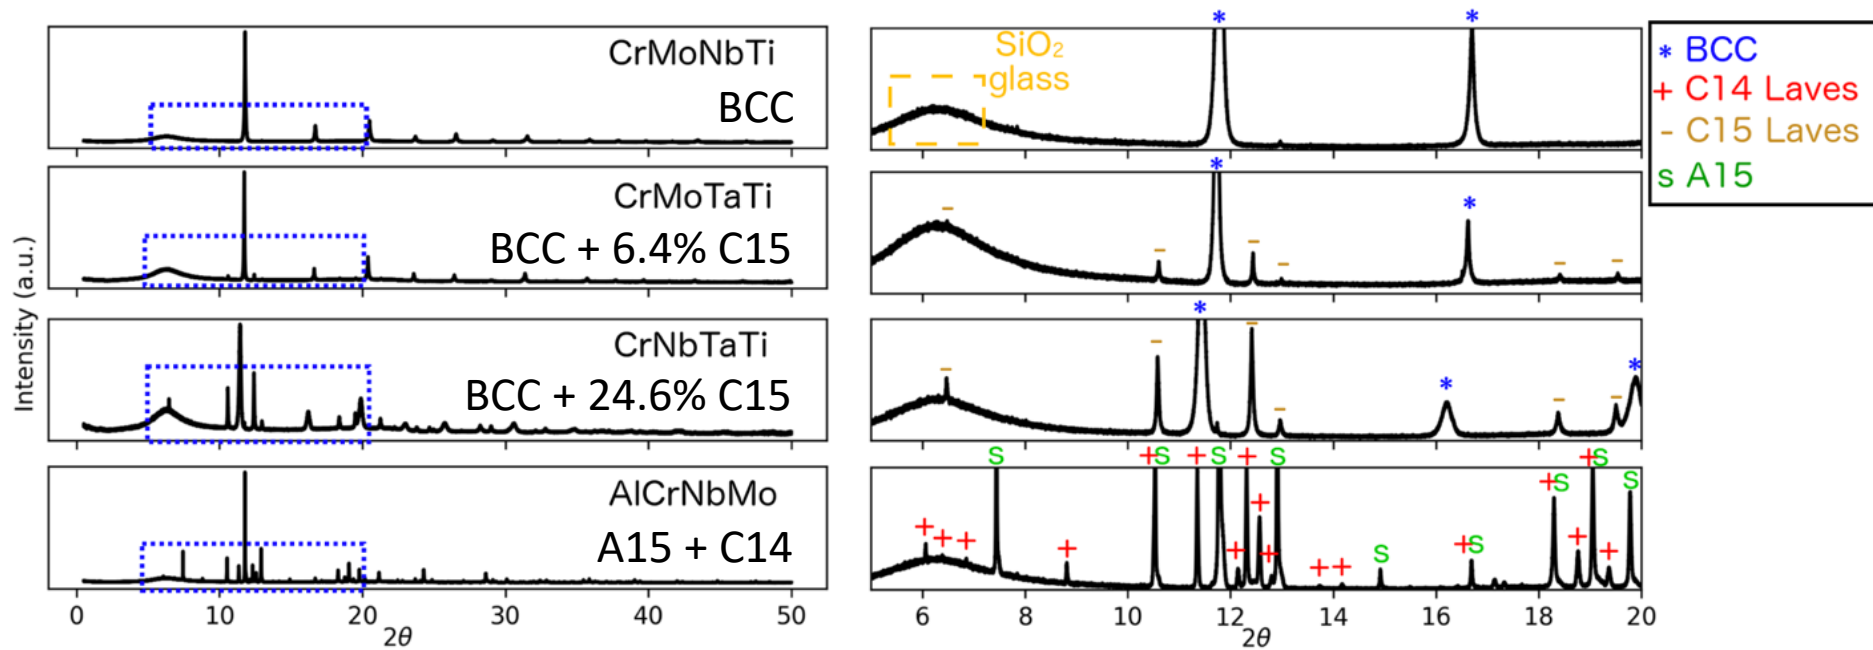 Intensity (a.u.)
CrMoNbTi
BCC
CrMoTaTi
BCC + 6.4% C15
CrNbTaTi
BCC + 24.6% C15
AlCrNbMo
A15 + C14
0 10 20 30 40 50
2θ
* *
SiO₂
glass
* *
- - - - - -
* * *
- - - - - -
+ + + + + + + + + + + + + + + +
S S S S S S S S S
6 8 10 12 14 16 18 20
2θ
* BCC
+ C14 Laves
- C15 Laves
s A15